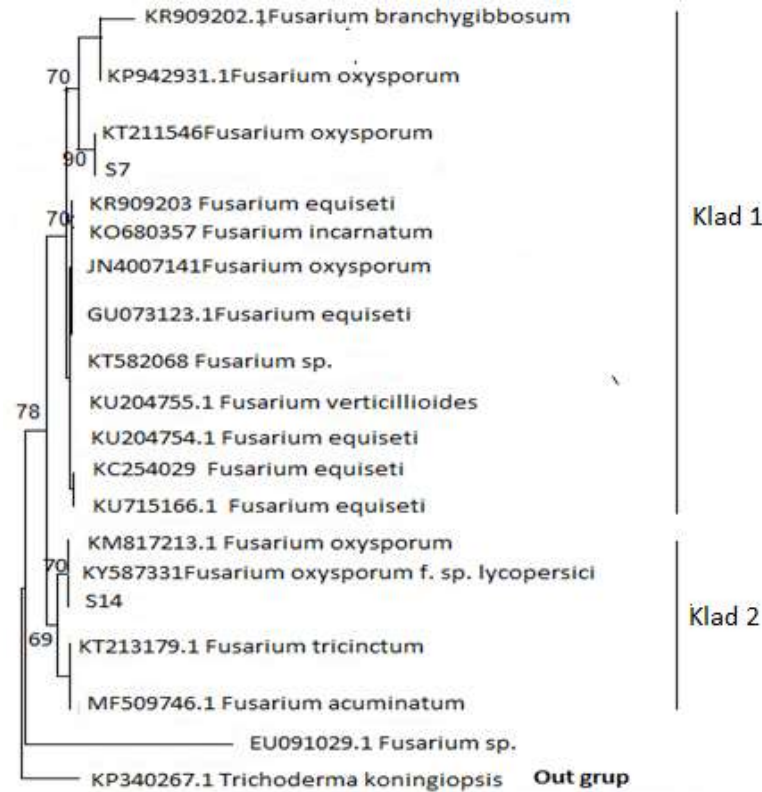 KR909202.1Fusarium branchygibbosum
70
KP942931.1Fusarium oxysporum
KT211546Fusarium oxysporum
90
S7
KR909203 Fusarium equiseti
70
KO680357 Fusarium incarnatum
Klad 1
JN4007141Fusarium oxysporum
GU073123.1Fusarium equiseti
KT582068 Fusarium sp.
KU204755.1 Fusarium verticillioides
78
KU204754.1 Fusarium equiseti
KC254029 Fusarium equiseti
KU715166.1 Fusarium equiseti
KM817213.1 Fusarium oxysporum
70
KY587331Fusarium oxysporum f. sp. lycopersici
S14
Klad 2
69
KT213179.1 Fusarium tricinctum
MF509746.1 Fusarium acuminatum
EU091029.1 Fusarium sp.
KP340267.1 Trichoderma koningiopsis Out grup